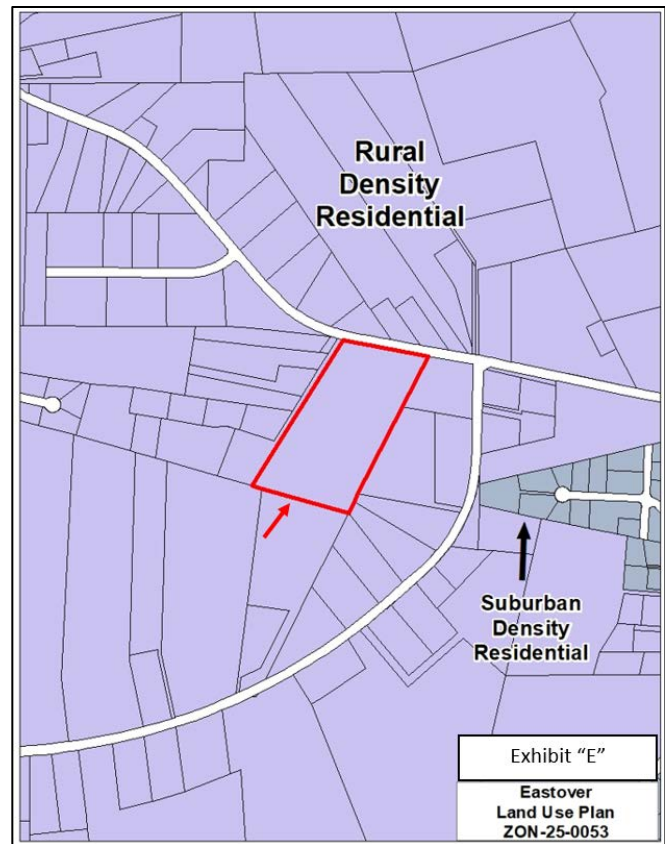 Rural
Density
Residential
Suburban
Density
Residential
Exhibit “E”
Eastover
Land Use Plan
ZON-25-0053